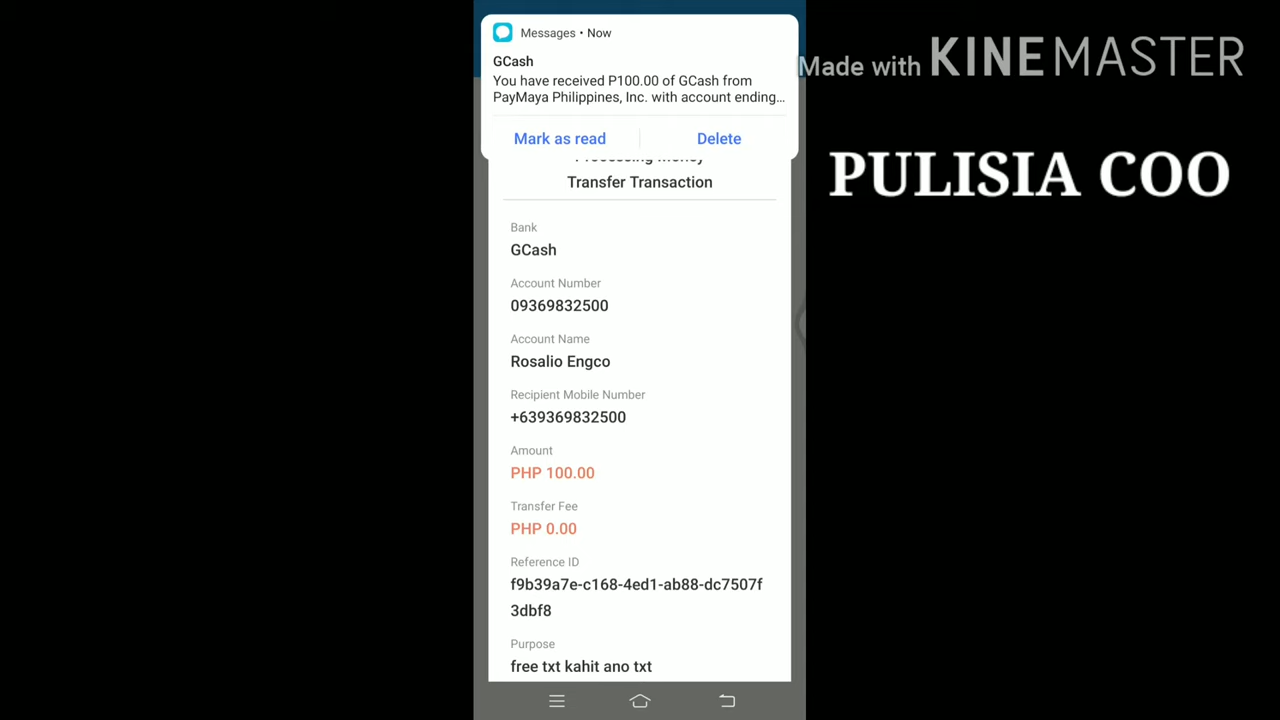 Messages • Now
GCash
You have received P100.00 of GCash from
PayMaya Philippines, Inc. with account ending…
Mark as read
Delete
Processing Money
Transfer Transaction
Bank
GCash
Account Number
09369832500
Account Name
Rosalio Engco
Recipient Mobile Number
+639369832500
Amount
PHP 100.00
Transfer Fee
PHP 0.00
Reference ID
f9b39a7e-c168-4ed1-ab88-dc7507f
3dbf8
Purpose
free txt kahit ano txt
Made with KINEMASTER
PULISIA COO